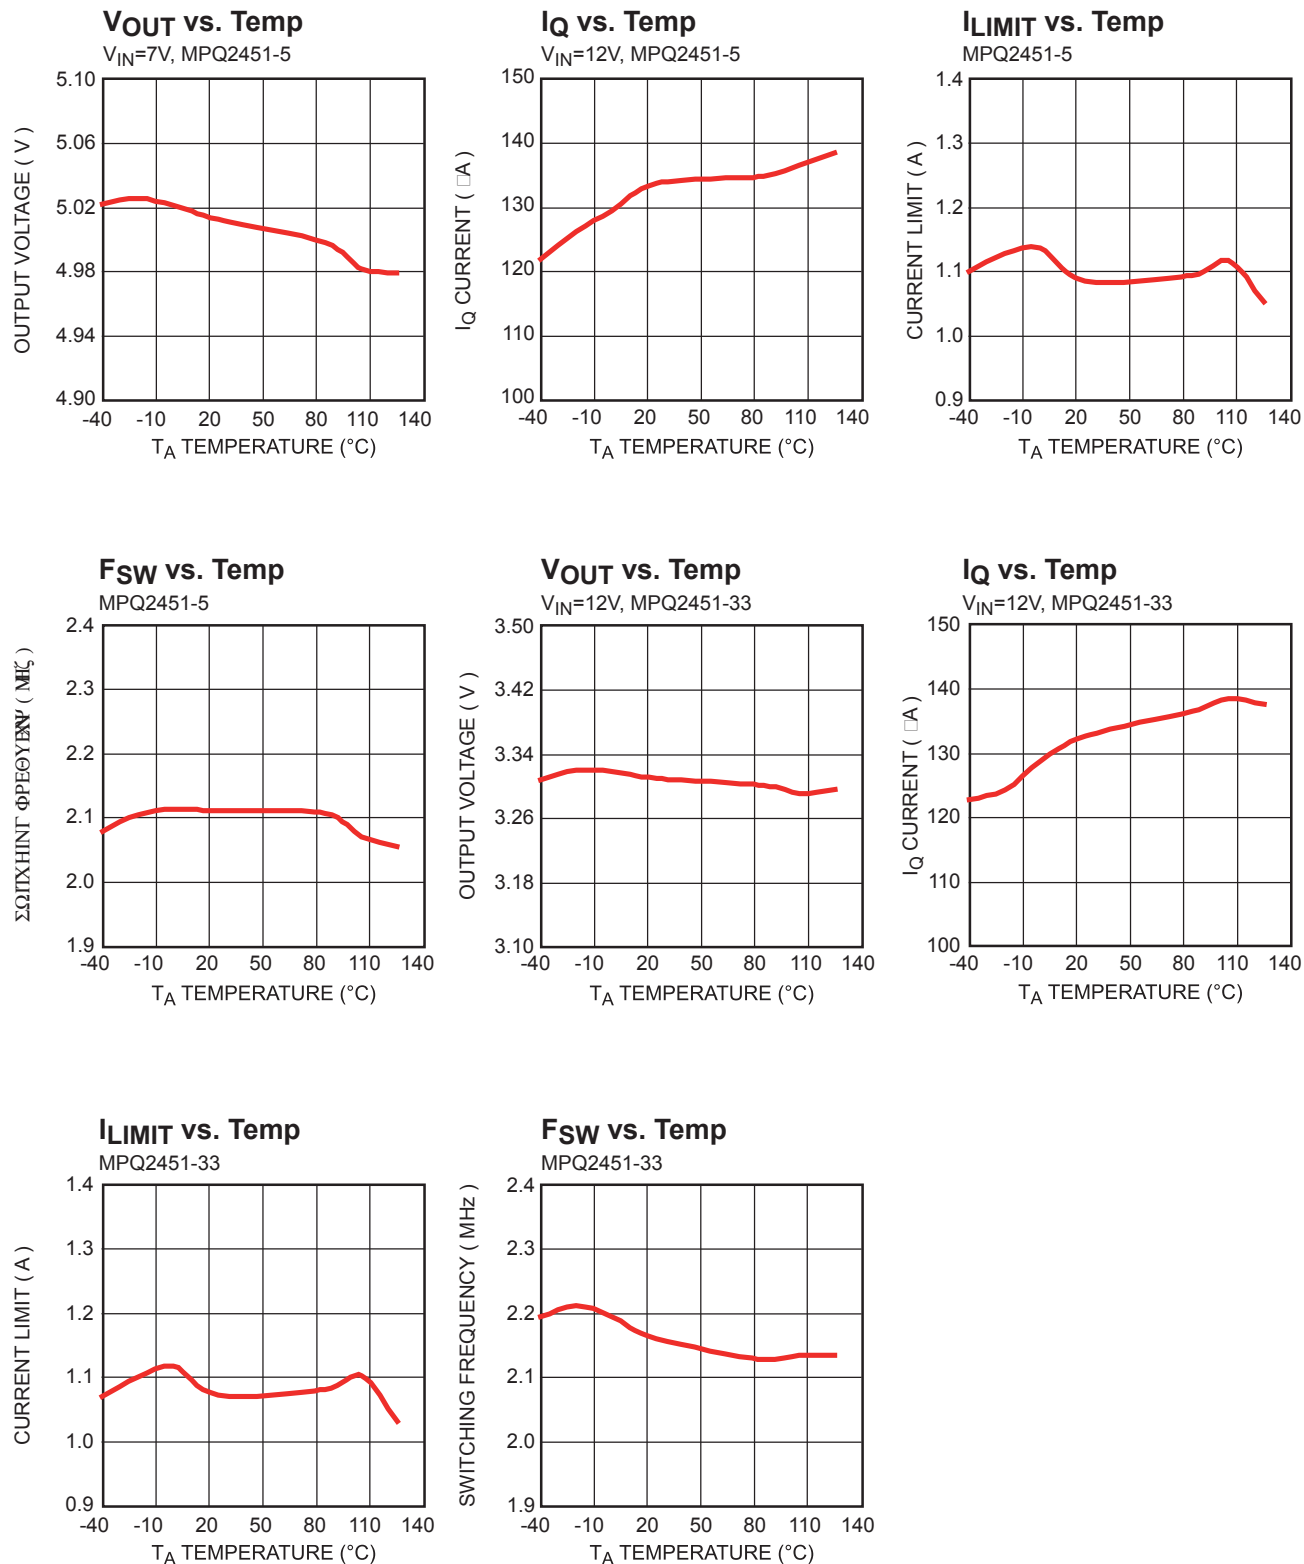 VOUT vs. Temp
VIN=7V, MPQ2451-5
OUTPUT VOLTAGE ( V )
5.10
5.06
5.02
4.98
4.94
4.90
-40 -10 20 50 80 110 140
TA TEMPERATURE (°C)
IQ vs. Temp
VIN=12V, MPQ2451-5
IQ CURRENT ( □A )
150
140
130
120
110
100
-40 -10 20 50 80 110 140
TA TEMPERATURE (°C)
ILIMIT vs. Temp
MPQ2451-5
CURRENT LIMIT ( A )
1.4
1.3
1.2
1.1
1.0
0.9
-40 -10 20 50 80 110 140
TA TEMPERATURE (°C)
FSW vs. Temp
MPQ2451-5
2.4
2.3
2.2
2.1
2.0
1.9
-40 -10 20 50 80 110 140
TA TEMPERATURE (°C)
VOUT vs. Temp
VIN=12V, MPQ2451-33
OUTPUT VOLTAGE ( V )
3.50
3.42
3.34
3.26
3.18
3.10
-40 -10 20 50 80 110 140
TA TEMPERATURE (°C)
IQ vs. Temp
VIN=12V, MPQ2451-33
IQ CURRENT ( □A )
150
140
130
120
110
100
-40 -10 20 50 80 110 140
TA TEMPERATURE (°C)
ILIMIT vs. Temp
MPQ2451-33
CURRENT LIMIT ( A )
1.4
1.3
1.2
1.1
1.0
0.9
-40 -10 20 50 80 110 140
TA TEMPERATURE (°C)
FSW vs. Temp
MPQ2451-33
SWITCHING FREQUENCY ( MHz )
2.4
2.3
2.2
2.1
2.0
1.9
-40 -10 20 50 80 110 140
TA TEMPERATURE (°C)